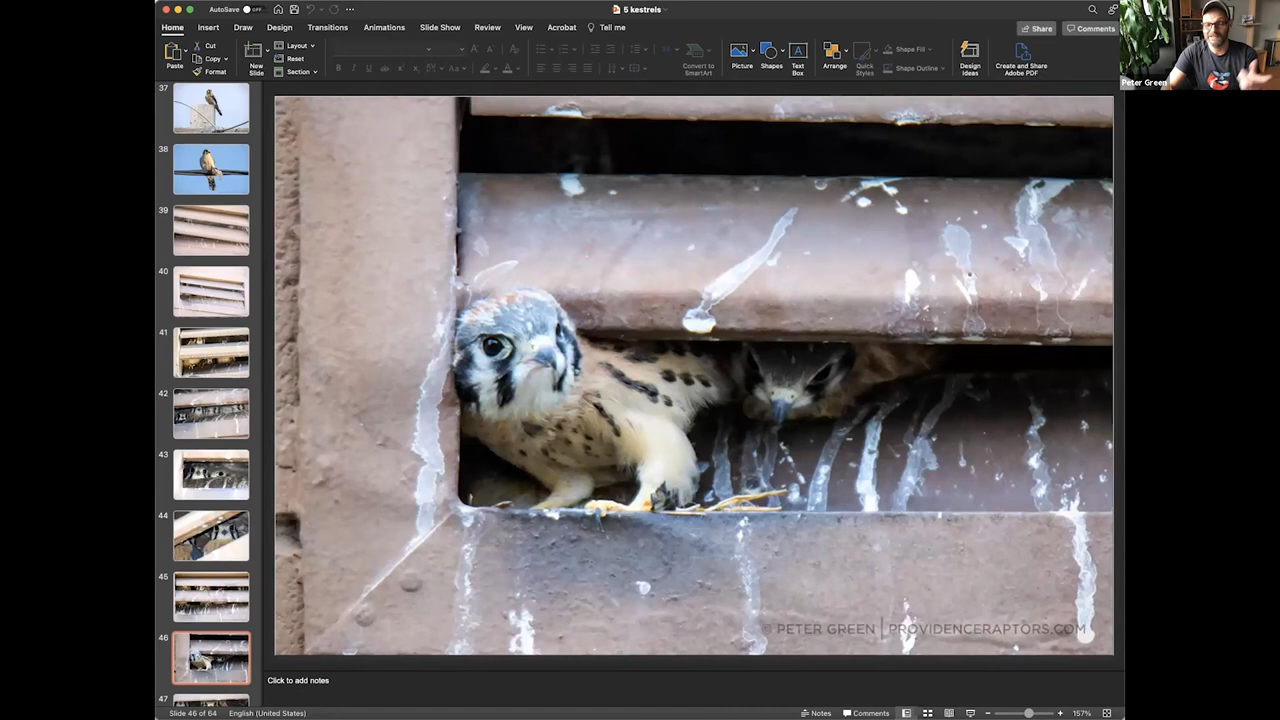 AutoSave OFF
5 kestrels
Home Insert Draw Design Transitions Animations Slide Show Review View Acrobat Tell me
Share Comments
Paste
Cut
Copy
Format
New Slide
Layout
Reset
Section
Convert to SmartArt
Picture
Shapes
Text Box
Arrange
Quick Styles
Shape Fill
Shape Outline
Design Ideas
Create and Share Adobe PDF
Peter Green
37
38
39
40
41
42
43
44
45
46
47
© PETER GREEN | PROVIDENCERAPTORS.COM
Click to add notes
Slide 46 of 64 English (United States) Notes Comments 157%